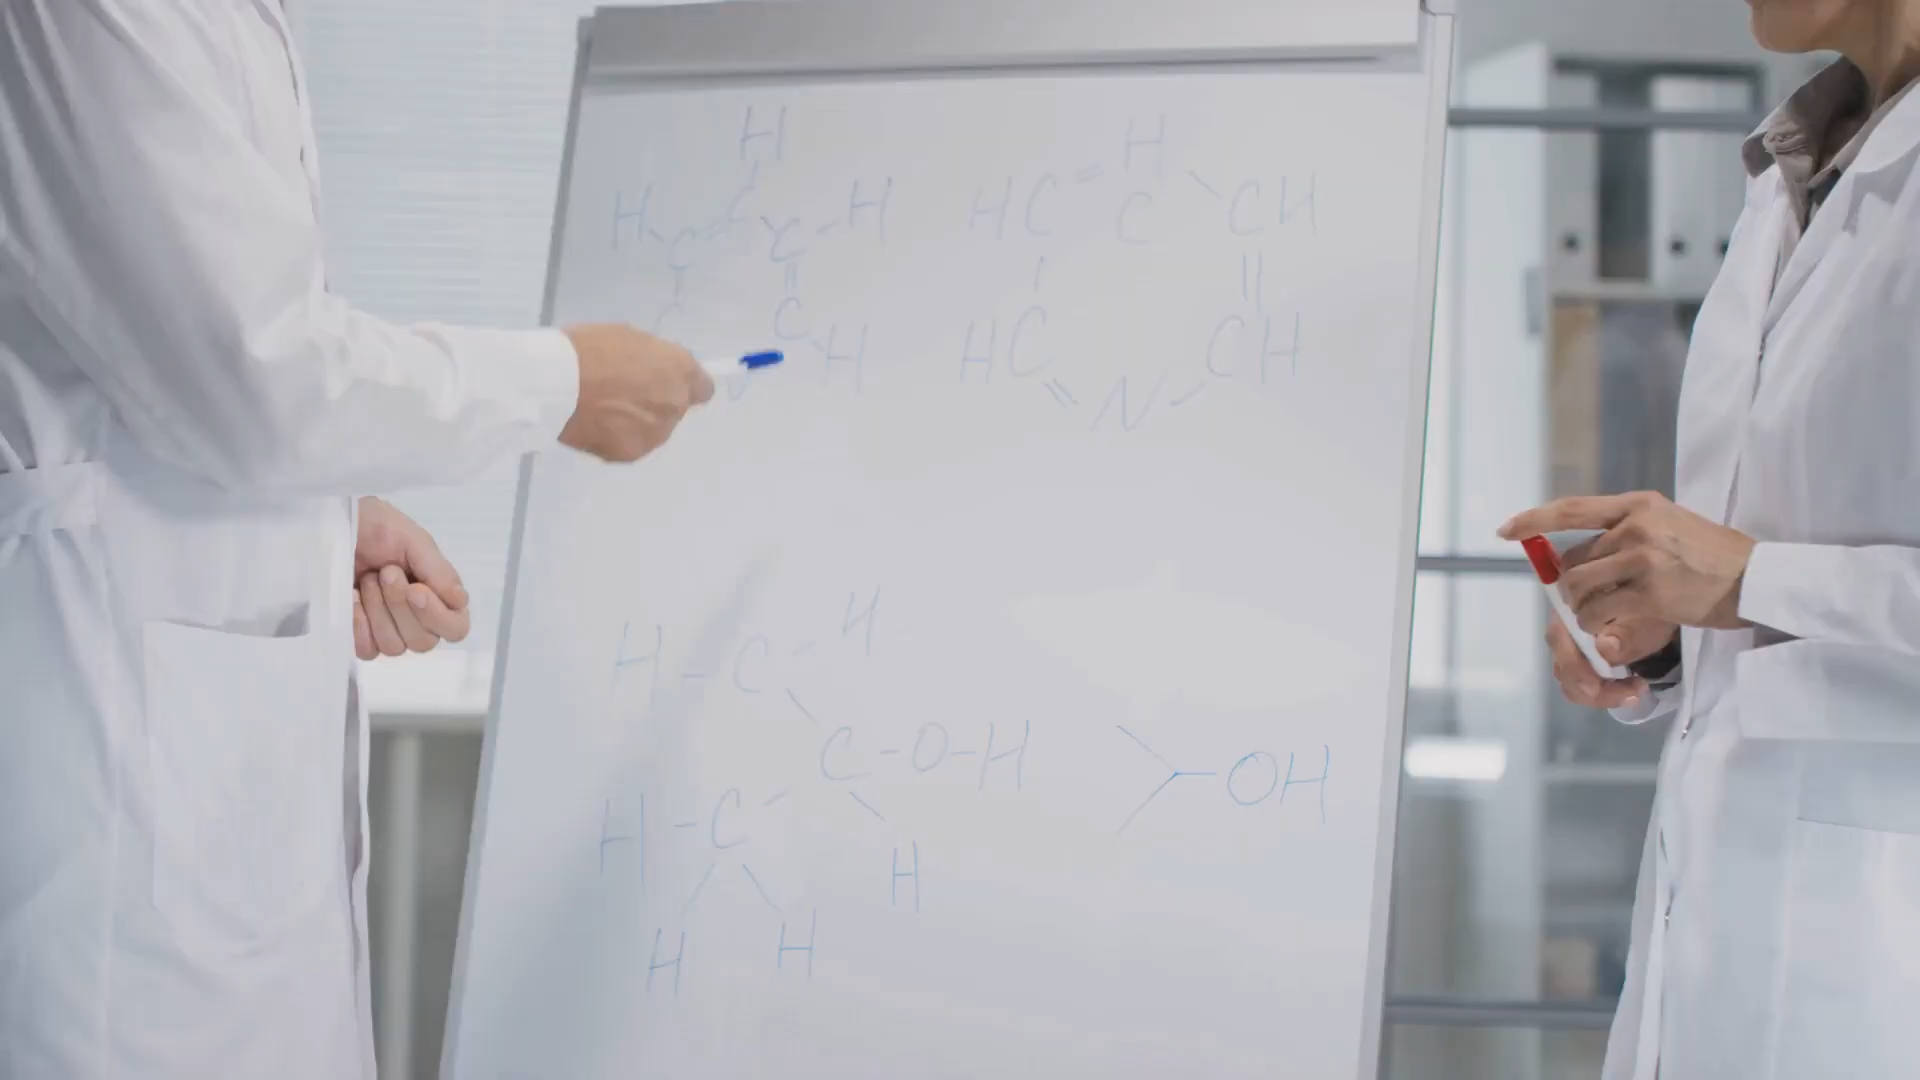 H H
H C C H HC = C \ CH
C C HC CH
H N
H - C - H
C - O - H OH
H - C
H
H H